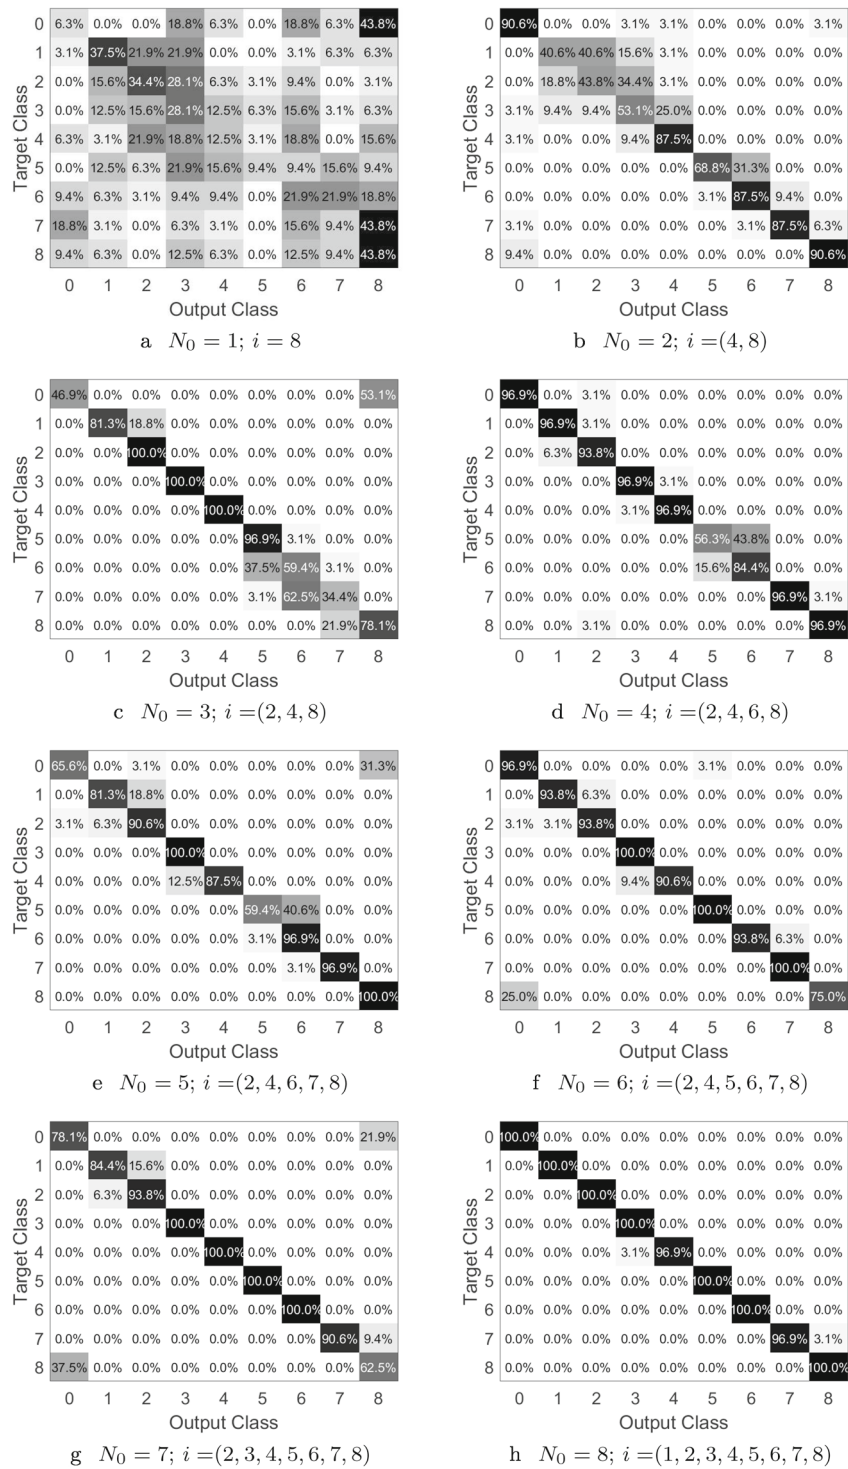 0 6.3% 0.0% 0.0% 18.8% 6.3% 0.0% 18.8% 6.3% 43.8%
1 3.1% 37.5% 21.9% 21.9% 0.0% 0.0% 3.1% 6.3% 6.3%
2 0.0% 15.6% 34.4% 28.1% 6.3% 3.1% 9.4% 0.0% 3.1%
3 0.0% 12.5% 15.6% 28.1% 12.5% 6.3% 15.6% 3.1% 6.3%
4 6.3% 3.1% 21.9% 18.8% 12.5% 3.1% 18.8% 0.0% 15.6%
5 0.0% 12.5% 6.3% 21.9% 15.6% 9.4% 9.4% 15.6% 9.4%
6 9.4% 6.3% 3.1% 9.4% 9.4% 0.0% 21.9% 21.9% 18.8%
7 18.8% 3.1% 0.0% 6.3% 3.1% 0.0% 15.6% 9.4% 43.8%
8 9.4% 6.3% 0.0% 12.5% 6.3% 0.0% 12.5% 9.4% 43.8%
0 1 2 3 4 5 6 7 8
Target Class
Output Class
a N₀ = 1; i = 8
0 90.6% 0.0% 0.0% 3.1% 3.1% 0.0% 0.0% 0.0% 3.1%
1 0.0% 40.6% 40.6% 15.6% 3.1% 0.0% 0.0% 0.0% 0.0%
2 0.0% 18.8% 43.8% 34.4% 3.1% 0.0% 0.0% 0.0% 0.0%
3 3.1% 9.4% 9.4% 53.1% 25.0% 0.0% 0.0% 0.0% 0.0%
4 3.1% 0.0% 0.0% 9.4% 87.5% 0.0% 0.0% 0.0% 0.0%
5 0.0% 0.0% 0.0% 0.0% 0.0% 68.8% 31.3% 0.0% 0.0%
6 0.0% 0.0% 0.0% 0.0% 0.0% 3.1% 87.5% 9.4% 0.0%
7 3.1% 0.0% 0.0% 0.0% 0.0% 0.0% 3.1% 87.5% 6.3%
8 9.4% 0.0% 0.0% 0.0% 0.0% 0.0% 0.0% 0.0% 90.6%
0 1 2 3 4 5 6 7 8
Target Class
Output Class
b N₀ = 2; i =(4, 8)
0 46.9% 0.0% 0.0% 0.0% 0.0% 0.0% 0.0% 0.0% 53.1%
1 0.0% 81.3% 18.8% 0.0% 0.0% 0.0% 0.0% 0.0% 0.0%
2 0.0% 0.0% 100.0% 0.0% 0.0% 0.0% 0.0% 0.0% 0.0%
3 0.0% 0.0% 0.0% 100.0% 0.0% 0.0% 0.0% 0.0% 0.0%
4 0.0% 0.0% 0.0% 0.0% 100.0% 0.0% 0.0% 0.0% 0.0%
5 0.0% 0.0% 0.0% 0.0% 0.0% 96.9% 3.1% 0.0% 0.0%
6 0.0% 0.0% 0.0% 0.0% 0.0% 37.5% 59.4% 3.1% 0.0%
7 0.0% 0.0% 0.0% 0.0% 0.0% 3.1% 62.5% 34.4% 0.0%
8 0.0% 0.0% 0.0% 0.0% 0.0% 0.0% 0.0% 21.9% 78.1%
0 1 2 3 4 5 6 7 8
Target Class
Output Class
c N₀ = 3; i =(2, 4, 8)
0 96.9% 0.0% 3.1% 0.0% 0.0% 0.0% 0.0% 0.0% 0.0%
1 0.0% 96.9% 3.1% 0.0% 0.0% 0.0% 0.0% 0.0% 0.0%
2 0.0% 6.3% 93.8% 0.0% 0.0% 0.0% 0.0% 0.0% 0.0%
3 0.0% 0.0% 0.0% 96.9% 3.1% 0.0% 0.0% 0.0% 0.0%
4 0.0% 0.0% 0.0% 3.1% 96.9% 0.0% 0.0% 0.0% 0.0%
5 0.0% 0.0% 0.0% 0.0% 0.0% 56.3% 43.8% 0.0% 0.0%
6 0.0% 0.0% 0.0% 0.0% 0.0% 15.6% 84.4% 0.0% 0.0%
7 0.0% 0.0% 0.0% 0.0% 0.0% 0.0% 0.0% 96.9% 3.1%
8 0.0% 0.0% 3.1% 0.0% 0.0% 0.0% 0.0% 0.0% 96.9%
0 1 2 3 4 5 6 7 8
Target Class
Output Class
d N₀ = 4; i =(2, 4, 6, 8)
0 65.6% 0.0% 3.1% 0.0% 0.0% 0.0% 0.0% 0.0% 31.3%
1 0.0% 81.3% 18.8% 0.0% 0.0% 0.0% 0.0% 0.0% 0.0%
2 3.1% 6.3% 90.6% 0.0% 0.0% 0.0% 0.0% 0.0% 0.0%
3 0.0% 0.0% 0.0% 100.0% 0.0% 0.0% 0.0% 0.0% 0.0%
4 0.0% 0.0% 0.0% 12.5% 87.5% 0.0% 0.0% 0.0% 0.0%
5 0.0% 0.0% 0.0% 0.0% 0.0% 59.4% 40.6% 0.0% 0.0%
6 0.0% 0.0% 0.0% 0.0% 0.0% 3.1% 96.9% 0.0% 0.0%
7 0.0% 0.0% 0.0% 0.0% 0.0% 0.0% 3.1% 96.9% 0.0%
8 0.0% 0.0% 0.0% 0.0% 0.0% 0.0% 0.0% 0.0% 100.0%
0 1 2 3 4 5 6 7 8
Target Class
Output Class
e N₀ = 5; i =(2, 4, 6, 7, 8)
0 96.9% 0.0% 0.0% 0.0% 0.0% 3.1% 0.0% 0.0% 0.0%
1 0.0% 93.8% 6.3% 0.0% 0.0% 0.0% 0.0% 0.0% 0.0%
2 3.1% 3.1% 93.8% 0.0% 0.0% 0.0% 0.0% 0.0% 0.0%
3 0.0% 0.0% 0.0% 100.0% 0.0% 0.0% 0.0% 0.0% 0.0%
4 0.0% 0.0% 0.0% 9.4% 90.6% 0.0% 0.0% 0.0% 0.0%
5 0.0% 0.0% 0.0% 0.0% 0.0% 100.0% 0.0% 0.0% 0.0%
6 0.0% 0.0% 0.0% 0.0% 0.0% 0.0% 93.8% 6.3% 0.0%
7 0.0% 0.0% 0.0% 0.0% 0.0% 0.0% 0.0% 100.0% 0.0%
8 25.0% 0.0% 0.0% 0.0% 0.0% 0.0% 0.0% 0.0% 75.0%
0 1 2 3 4 5 6 7 8
Target Class
Output Class
f N₀ = 6; i =(2, 4, 5, 6, 7, 8)
0 78.1% 0.0% 0.0% 0.0% 0.0% 0.0% 0.0% 0.0% 21.9%
1 0.0% 84.4% 15.6% 0.0% 0.0% 0.0% 0.0% 0.0% 0.0%
2 0.0% 6.3% 93.8% 0.0% 0.0% 0.0% 0.0% 0.0% 0.0%
3 0.0% 0.0% 0.0% 100.0% 0.0% 0.0% 0.0% 0.0% 0.0%
4 0.0% 0.0% 0.0% 0.0% 100.0% 0.0% 0.0% 0.0% 0.0%
5 0.0% 0.0% 0.0% 0.0% 0.0% 100.0% 0.0% 0.0% 0.0%
6 0.0% 0.0% 0.0% 0.0% 0.0% 0.0% 100.0% 0.0% 0.0%
7 0.0% 0.0% 0.0% 0.0% 0.0% 0.0% 0.0% 90.6% 9.4%
8 37.5% 0.0% 0.0% 0.0% 0.0% 0.0% 0.0% 0.0% 62.5%
0 1 2 3 4 5 6 7 8
Target Class
Output Class
g N₀ = 7; i =(2, 3, 4, 5, 6, 7, 8)
0 100.0% 0.0% 0.0% 0.0% 0.0% 0.0% 0.0% 0.0% 0.0%
1 0.0% 100.0% 0.0% 0.0% 0.0% 0.0% 0.0% 0.0% 0.0%
2 0.0% 0.0% 100.0% 0.0% 0.0% 0.0% 0.0% 0.0% 0.0%
3 0.0% 0.0% 0.0% 100.0% 0.0% 0.0% 0.0% 0.0% 0.0%
4 0.0% 0.0% 0.0% 3.1% 96.9% 0.0% 0.0% 0.0% 0.0%
5 0.0% 0.0% 0.0% 0.0% 0.0% 100.0% 0.0% 0.0% 0.0%
6 0.0% 0.0% 0.0% 0.0% 0.0% 0.0% 100.0% 0.0% 0.0%
7 0.0% 0.0% 0.0% 0.0% 0.0% 0.0% 0.0% 96.9% 3.1%
8 0.0% 0.0% 0.0% 0.0% 0.0% 0.0% 0.0% 0.0% 100.0%
0 1 2 3 4 5 6 7 8
Target Class
Output Class
h N₀ = 8; i =(1, 2, 3, 4, 5, 6, 7, 8)